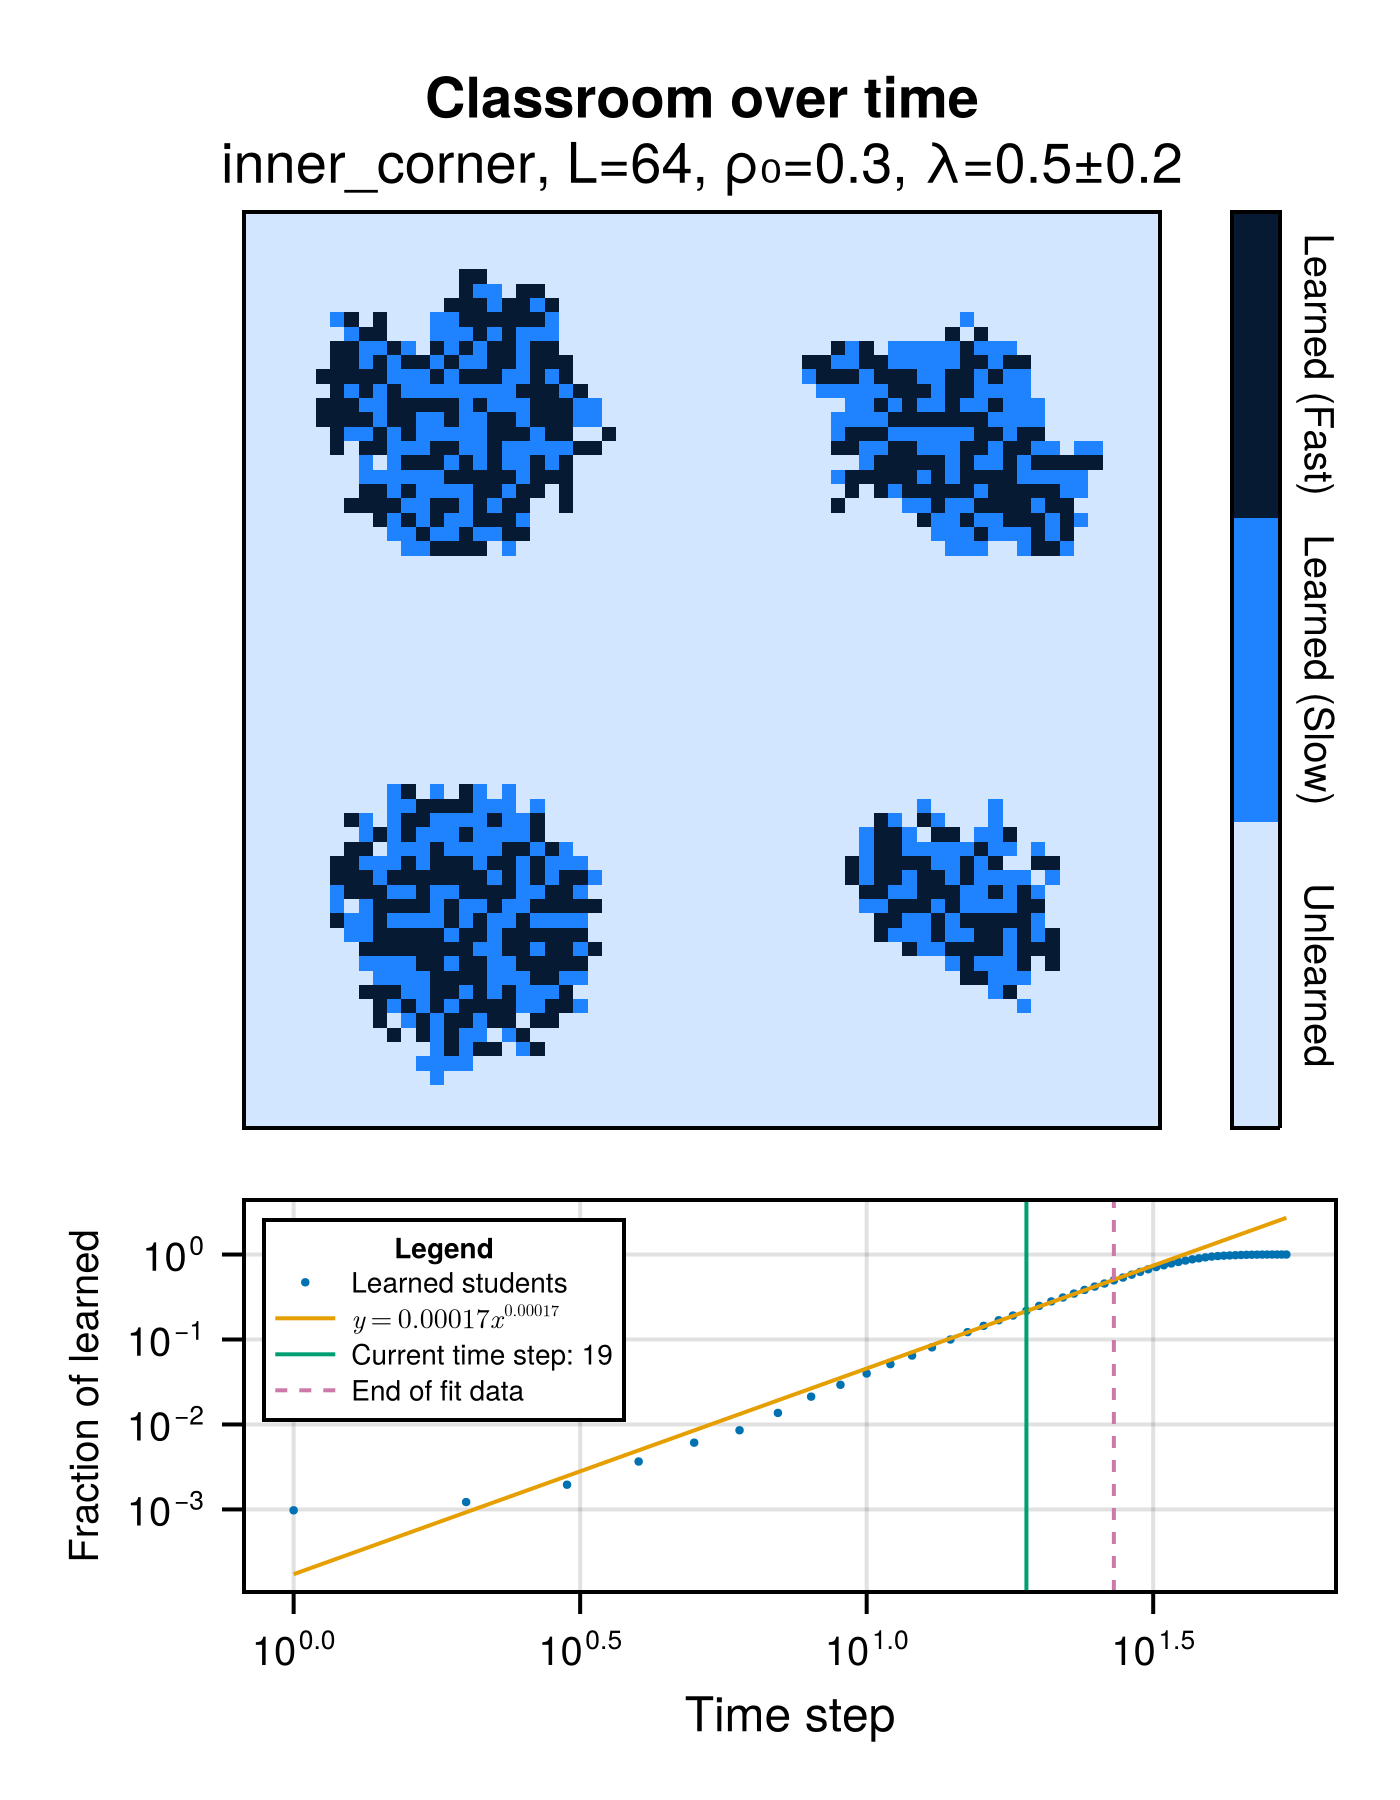 Classroom over time
inner_corner, L=64, ρ₀=0.3, λ=0.5±0.2
Learned (Fast)
Learned (Slow)
Unlearned
Fraction of learned
10⁰
10⁻¹
10⁻²
10⁻³
Legend
Learned students
y = 0.00017x^0.00017
Current time step: 19
End of fit data
10^0.0
10^0.5
10^1.0
10^1.5
Time step